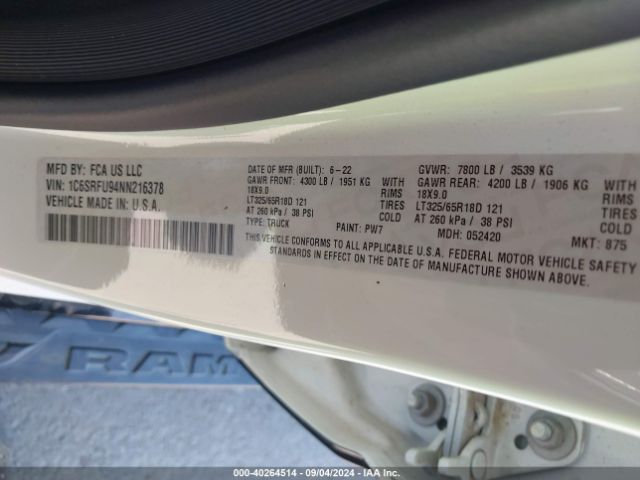 MFD BY: FCA US LLC
VIN: 1C6SRFU94NN216378
VEHICLE MADE IN: U.S.A.
DATE OF MFR (BUILT): 6-22
GAWR FRONT: 4300 LB / 1951 KG WITH
18X9.0 RIMS
LT325/65R18D 121 TIRES
AT 260 kPa / 38 PSI COLD
TYPE: TRUCK PAINT: PW7
GVWR: 7800 LB / 3539 KG
GAWR REAR: 4200 LB / 1906 KG WITH
18X9.0 RIMS
LT325/65R18D 121 TIRES
AT 260 kPa / 38 PSI COLD
MDH: 052420 MKT: 875
THIS VEHICLE CONFORMS TO ALL APPLICABLE U.S.A. FEDERAL MOTOR VEHICLE SAFETY
STANDARDS IN EFFECT ON THE DATE OF MANUFACTURE SHOWN ABOVE.
RAM
000-40264514 - 09/04/2024 - IAA Corp